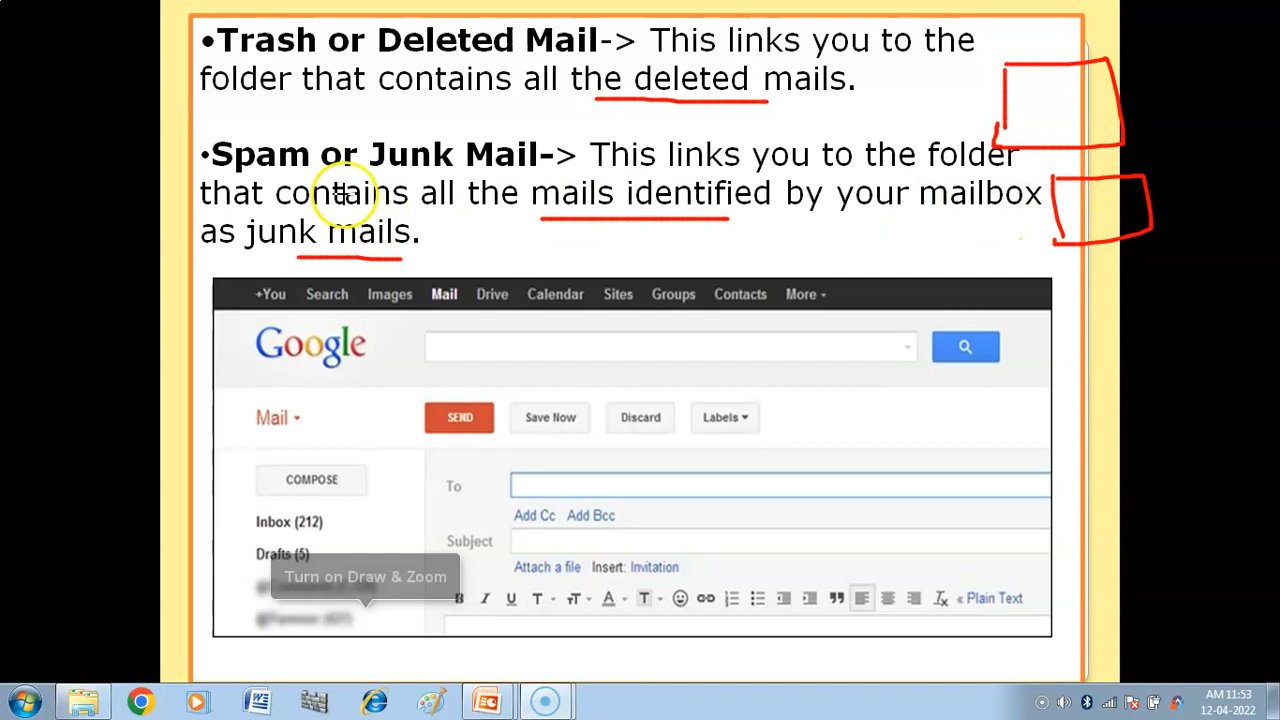 •Trash or Deleted Mail-> This links you to the
folder that contains all the deleted mails.
•Spam or Junk Mail-> This links you to the folder
that contains all the mails identified by your mailbox
as junk mails.
+You Search Images Mail Drive Calendar Sites Groups Contacts More
Google
Mail SEND Save Now Discard Labels
COMPOSE
To
Inbox (212)
Add Cc Add Bcc
Subject
Drafts (5)
Attach a file Insert: Invitation
Turn on Draw & Zoom
B I U T T A T « Plain Text
AM 11:53
12-04-2022